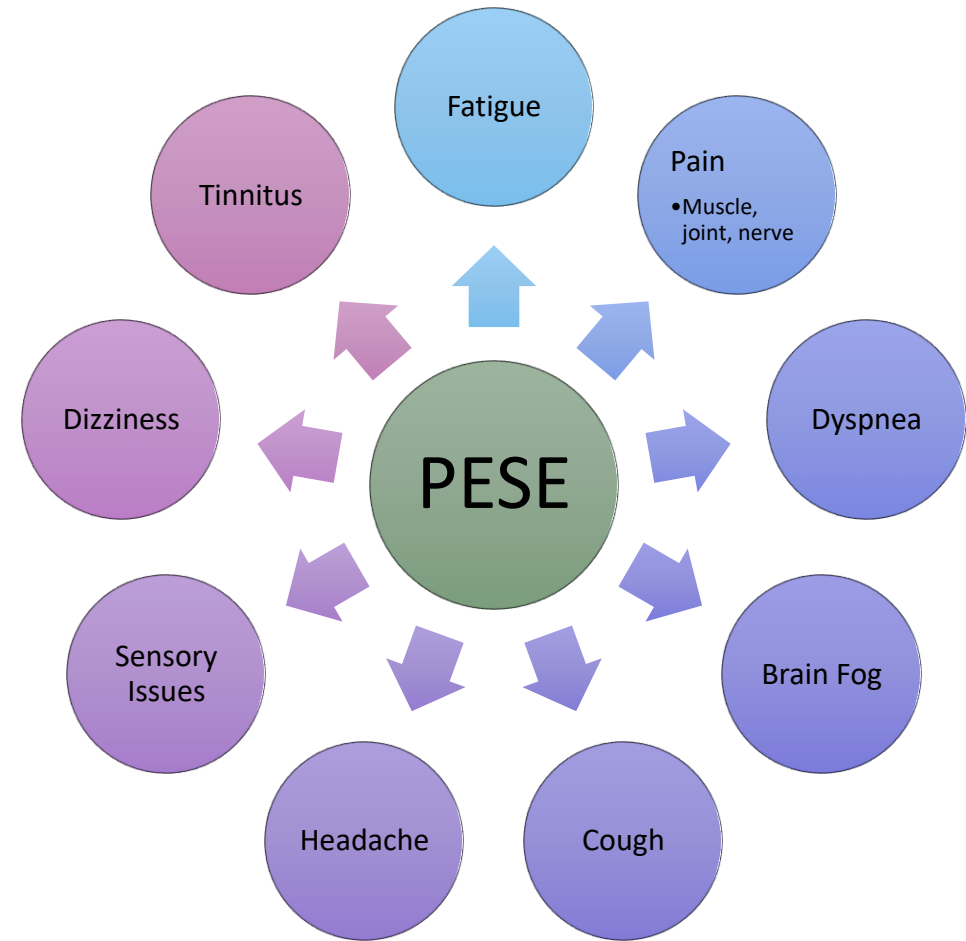 Fatigue
Pain
•Muscle,
joint, nerve
Dyspnea
Brain Fog
Cough
Headache
Sensory
Issues
Dizziness
Tinnitus
PESE